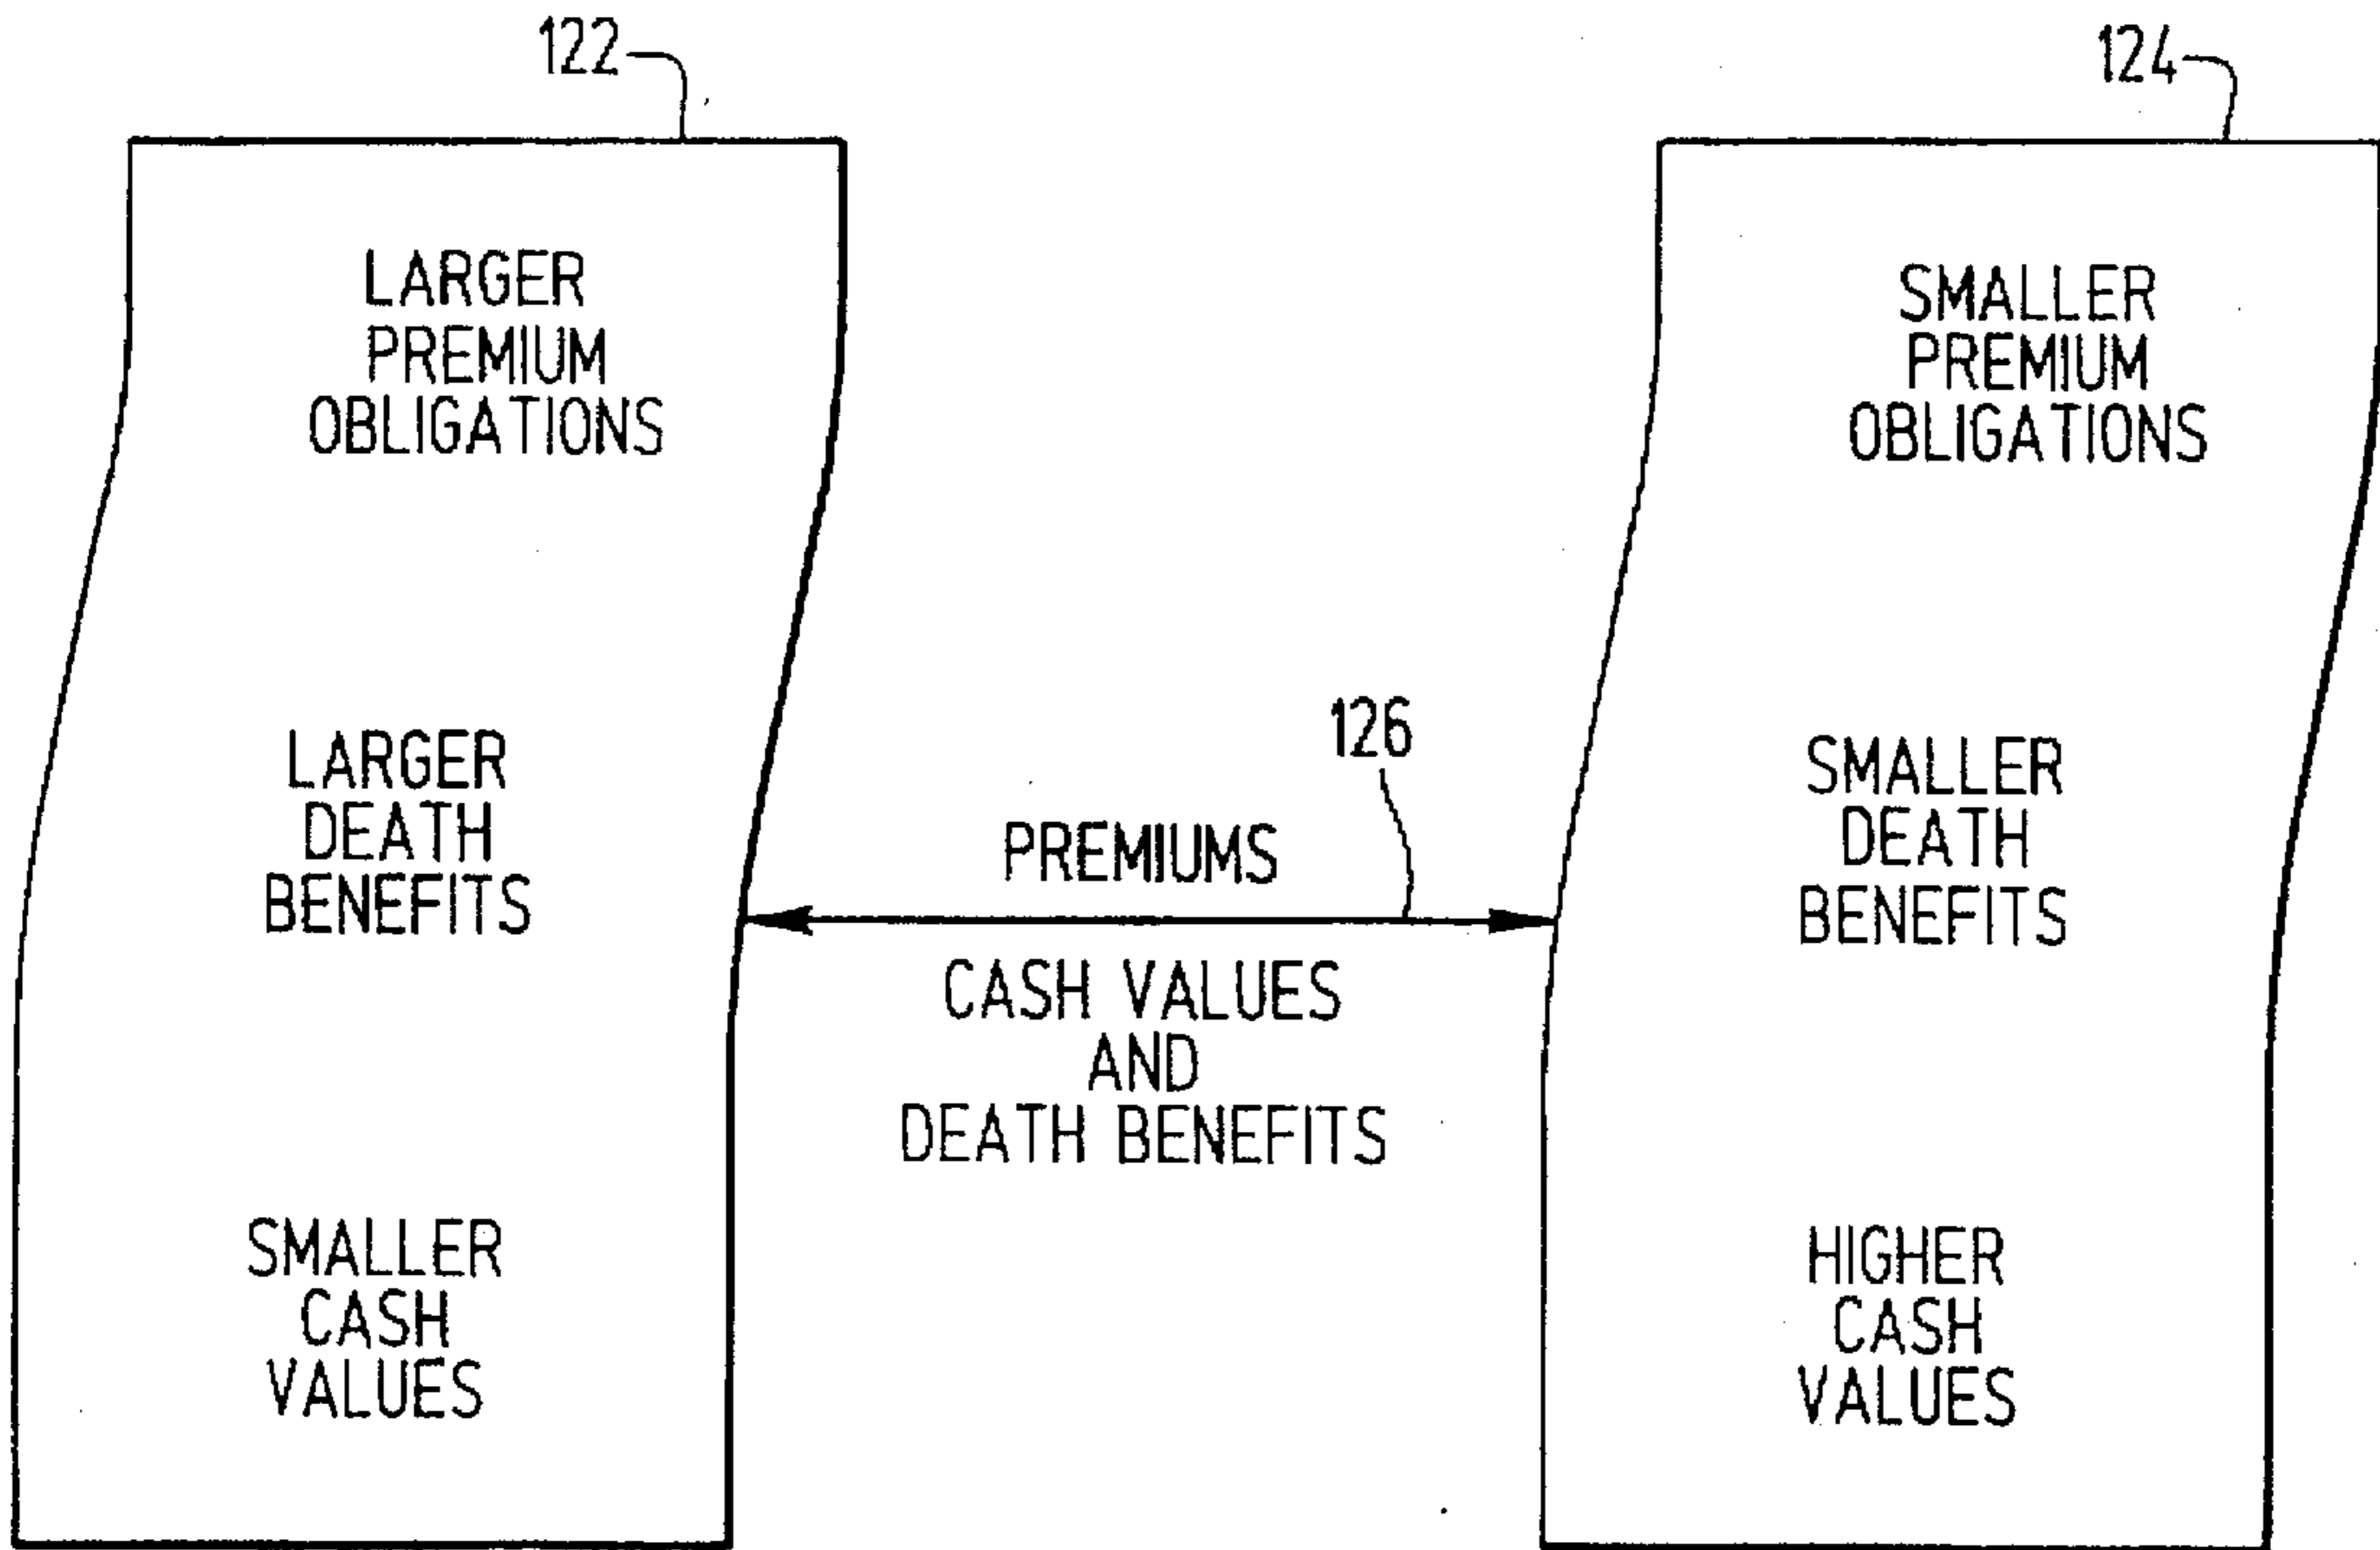 122
124
LARGER
PREMIUM
OBLIGATIONS
LARGER
DEATH
BENEFITS
SMALLER
CASH
VALUES
126
PREMIUMS
CASH VALUES
AND
DEATH BENEFITS
SMALLER
PREMIUM
OBLIGATIONS
SMALLER
DEATH
BENEFITS
HIGHER
CASH
VALUES